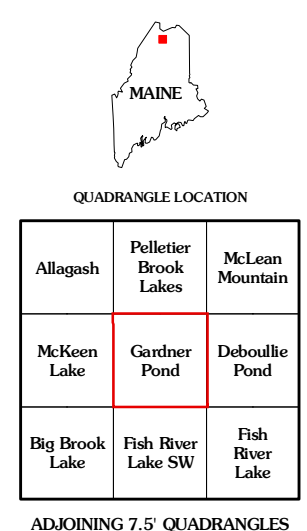 MAINE
QUADRANGLE LOCATION
Allagash
Pelletier
Brook
Lakes
McLean
Mountain
McKeen
Lake
Gardner
Pond
Deboullie
Pond
Big Brook
Lake
Fish River
Lake SW
Fish
River
Lake
ADJOINING 7.5' QUADRANGLES